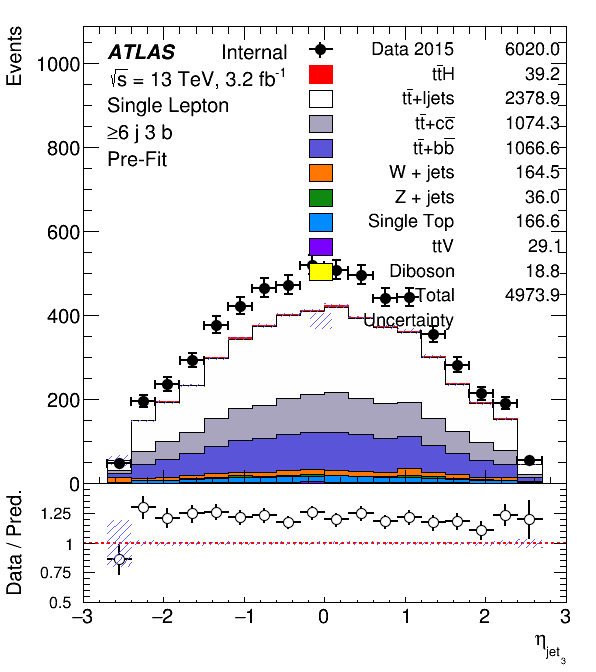 Events
1000
800
600
400
200
0
ATLAS Internal
√s = 13 TeV, 3.2 fb⁻¹
Single Lepton
≥6 j 3 b
Pre-Fit
Data 2015 6020.0
tt̄H 39.2
tt̄+ljets 2378.9
tt̄+cc̄ 1074.3
tt̄+bb̄ 1066.6
W + jets 164.5
Z + jets 36.0
Single Top 166.6
ttV 29.1
Diboson 18.8
Total 4973.9
Uncertainty
Data / Pred.
1.25
1
0.75
0.5
−3 −2 −1 0 1 2 3
η jet 3